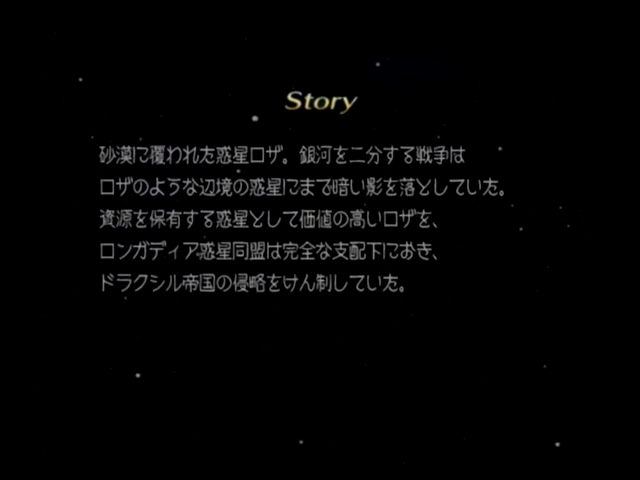 Story
砂漠に覆われた惑星ロザ。銀河を二分する戦争は
ロザのような辺境の惑星にまで暗い影を落としていた。
資源を保有する惑星として価値の高いロザを、
ロンガディア惑星同盟は完全な支配下におき、
ドラクシル帝国の侵略をけん制していた。